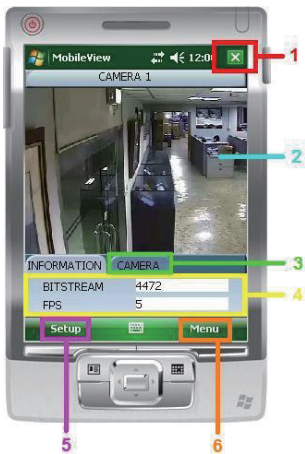 MobileView 12:0
1
CAMERA 1
2
INFORMATION CAMERA
3
BITSTREAM 4472
4
FPS 5
Setup Menu
5 6